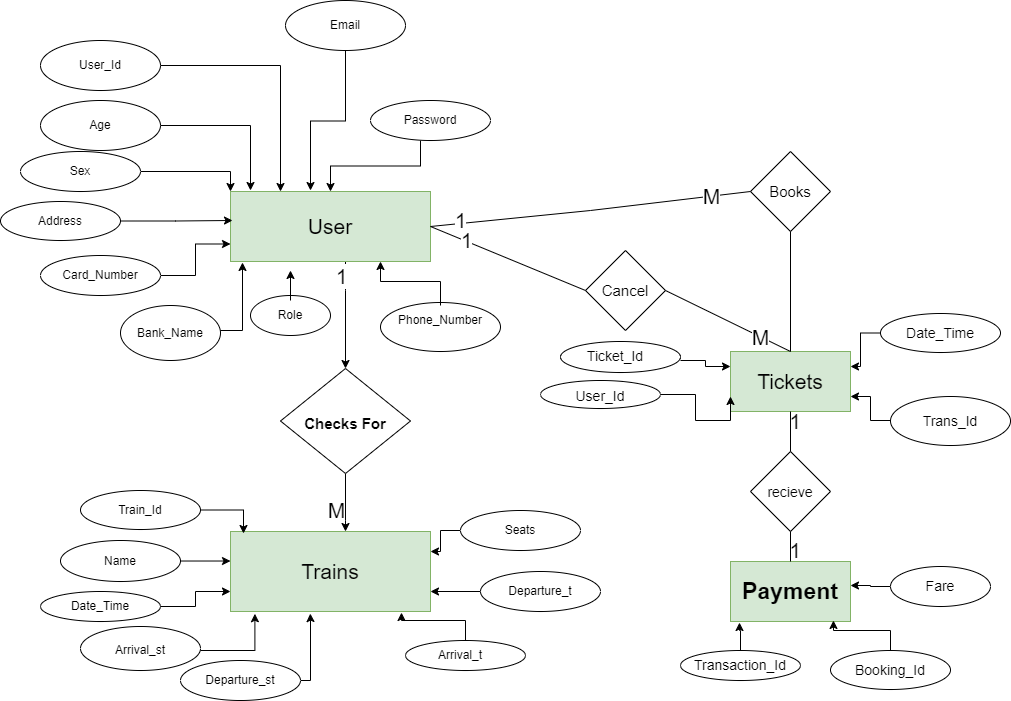 Email
User_Id
Password
Age
Sex
Address
User
Books
M
1
1
Card_Number
1
Cancel
Role
Phone_Number
Bank_Name
M
Date_Time
Ticket_Id
Tickets
User_Id
Trans_Id
1
Checks For
recieve
M
Train_Id
Seats
1
Name
Trains
Date_Time
Departure_t
Payment
Fare
Arrival_st
Arrival_t
Departure_st
Transaction_Id
Booking_Id